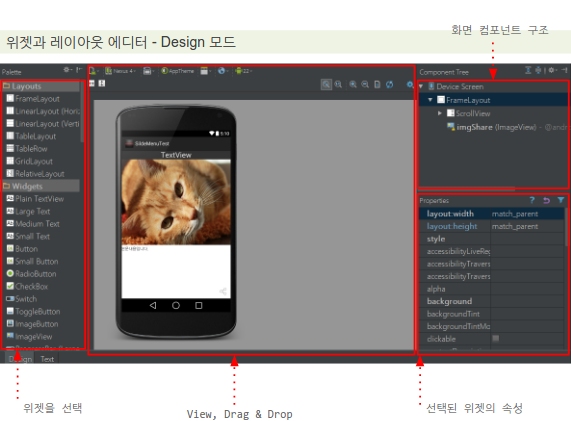 화면 컴포넌트 구조
위젯과 레이아웃 에디터 - Design 모드
Palette
Nexus 4
AppTheme
22
Component Tree
Layouts
FrameLayout
LinearLayout (Horiz
LinearLayout (Verti
TableLayout
TableRow
GridLayout
RelativeLayout
Widgets
Plain TextView
Large Text
Medium Text
Small Text
Button
Small Button
RadioButton
CheckBox
Switch
ToggleButton
ImageButton
ImageView
5:10
SlideMenuTest
TextView
Device Screen
FrameLayout
ScrollView
imgShare (ImageView) - @andr
Properties
layout:width match_parent
layout:height match_parent
style
accessibilityLiveReg
accessibilityTravers
accessibilityTravers
alpha
background
backgroundTint
backgroundTintMo
clickable
Design Text
위젯을 선택
View, Drag & Drop
선택된 위젯의 속성